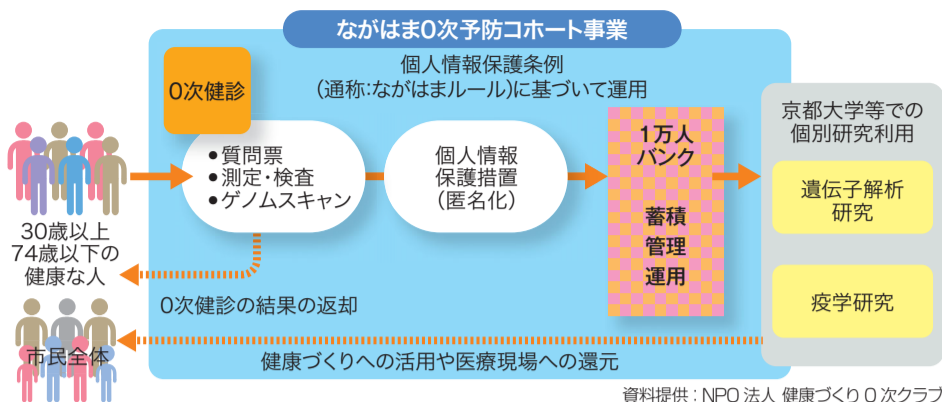 ながはま0次予防コホート事業
個人情報保護条例
(通称:ながはまルール)に基づいて運用
0次健診
●質問票
●測定・検査
●ゲノムスキャン
個人情報
保護措置
(匿名化)
1万人
バンク
蓄積
管理
運用
京都大学等での
個別研究利用
遺伝子解析
研究
疫学研究
30歳以上
74歳以下の
健康な人
0次健診の結果の返却
市民全体
健康づくりへの活用や医療現場への還元
資料提供:NPO法人 健康づくり0次クラブ